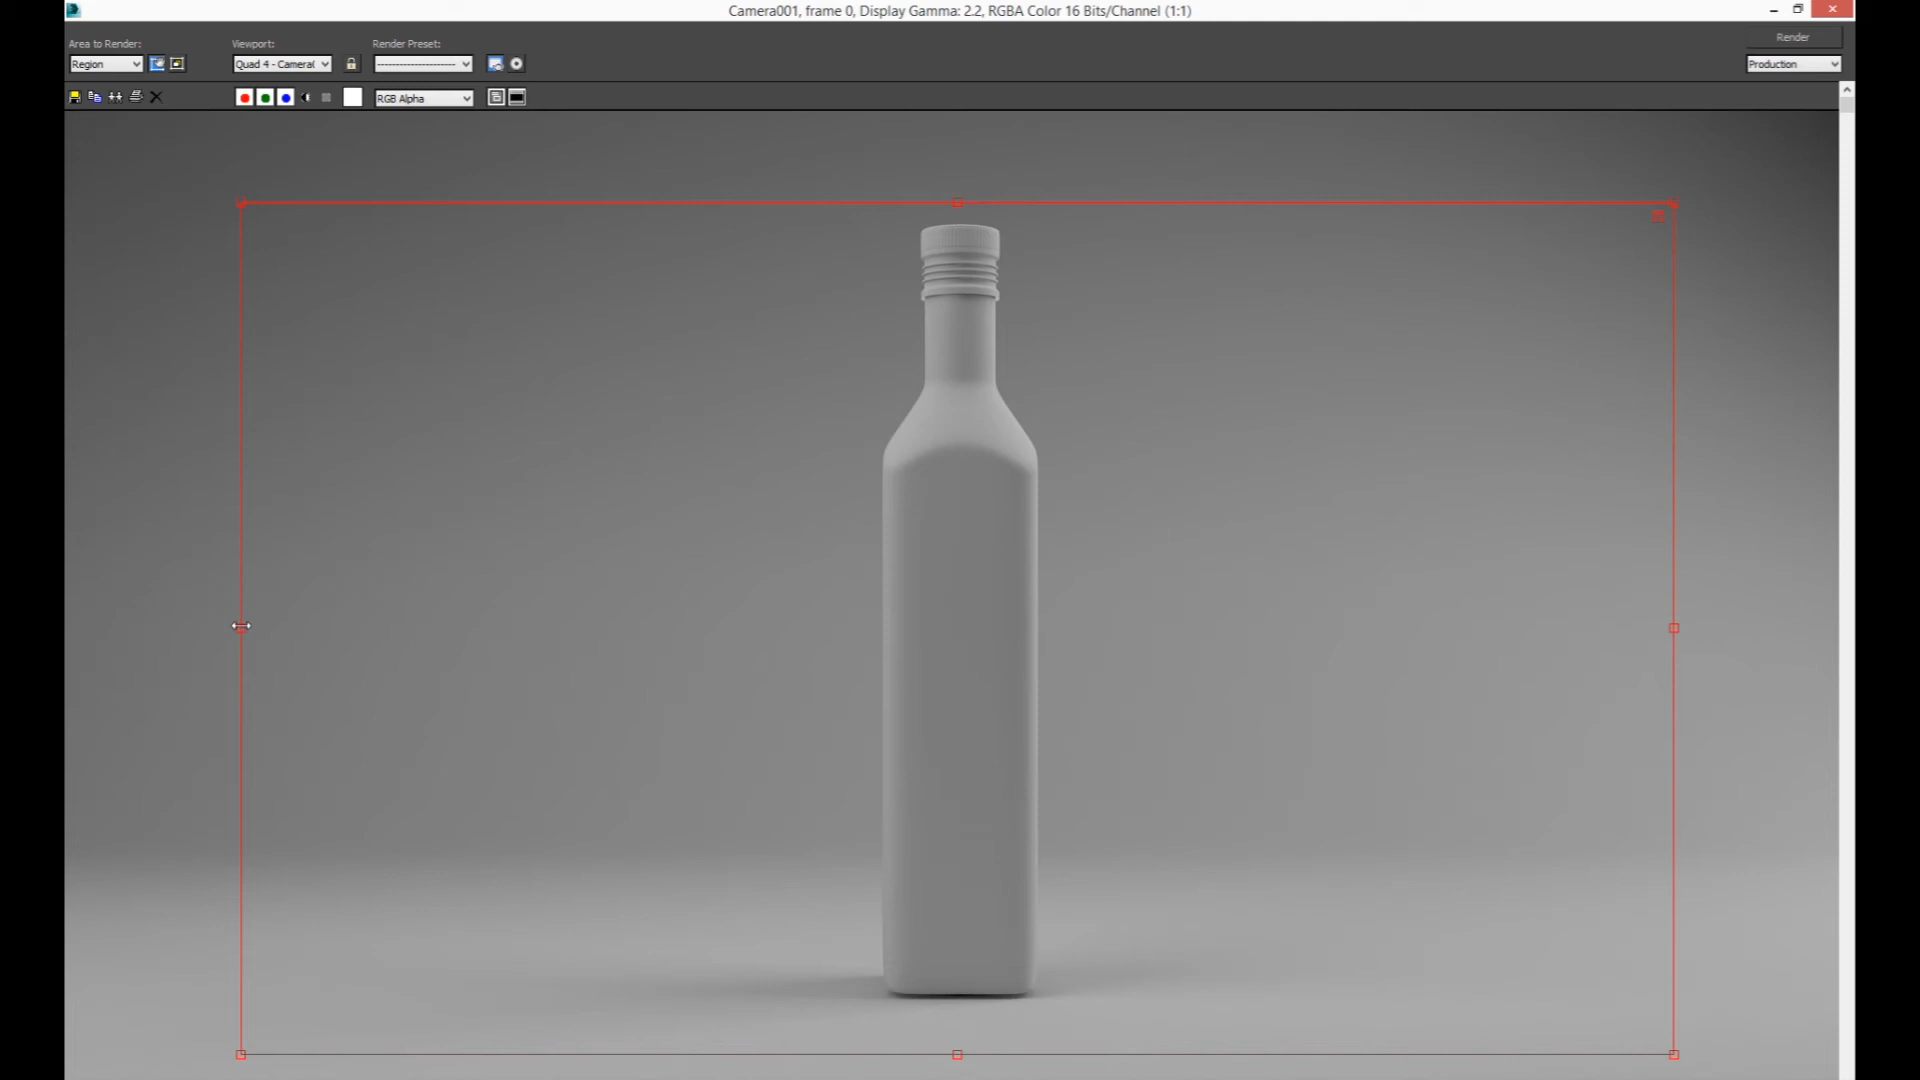 Camera001, frame 0, Display Gamma: 2.2, RGBA Color 16 Bits/Channel (1:1)
Area to Render:
Viewport:
Render Preset:
Render
Region
Quad 4 - Camera(
--------------------
Production
RGB Alpha